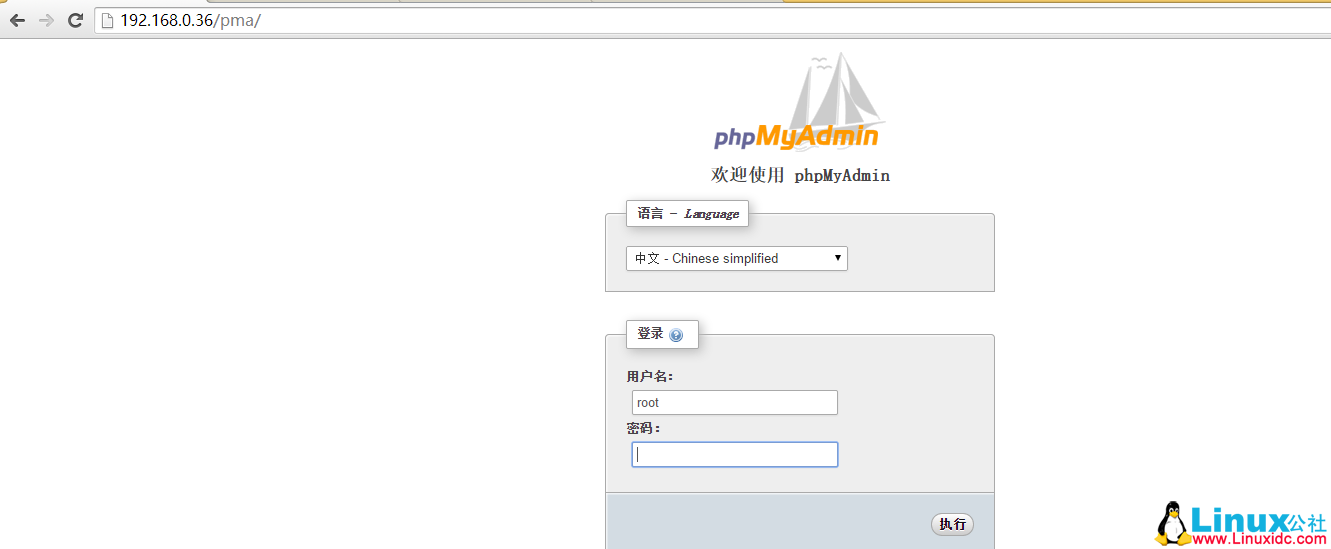 192.168.0.36/pma/
phpMyAdmin
欢迎使用 phpMyAdmin
语言 - Language
中文 - Chinese simplified
登录
用户名:
root
密码:
执行
Linux公社
www.Linuxidc.com